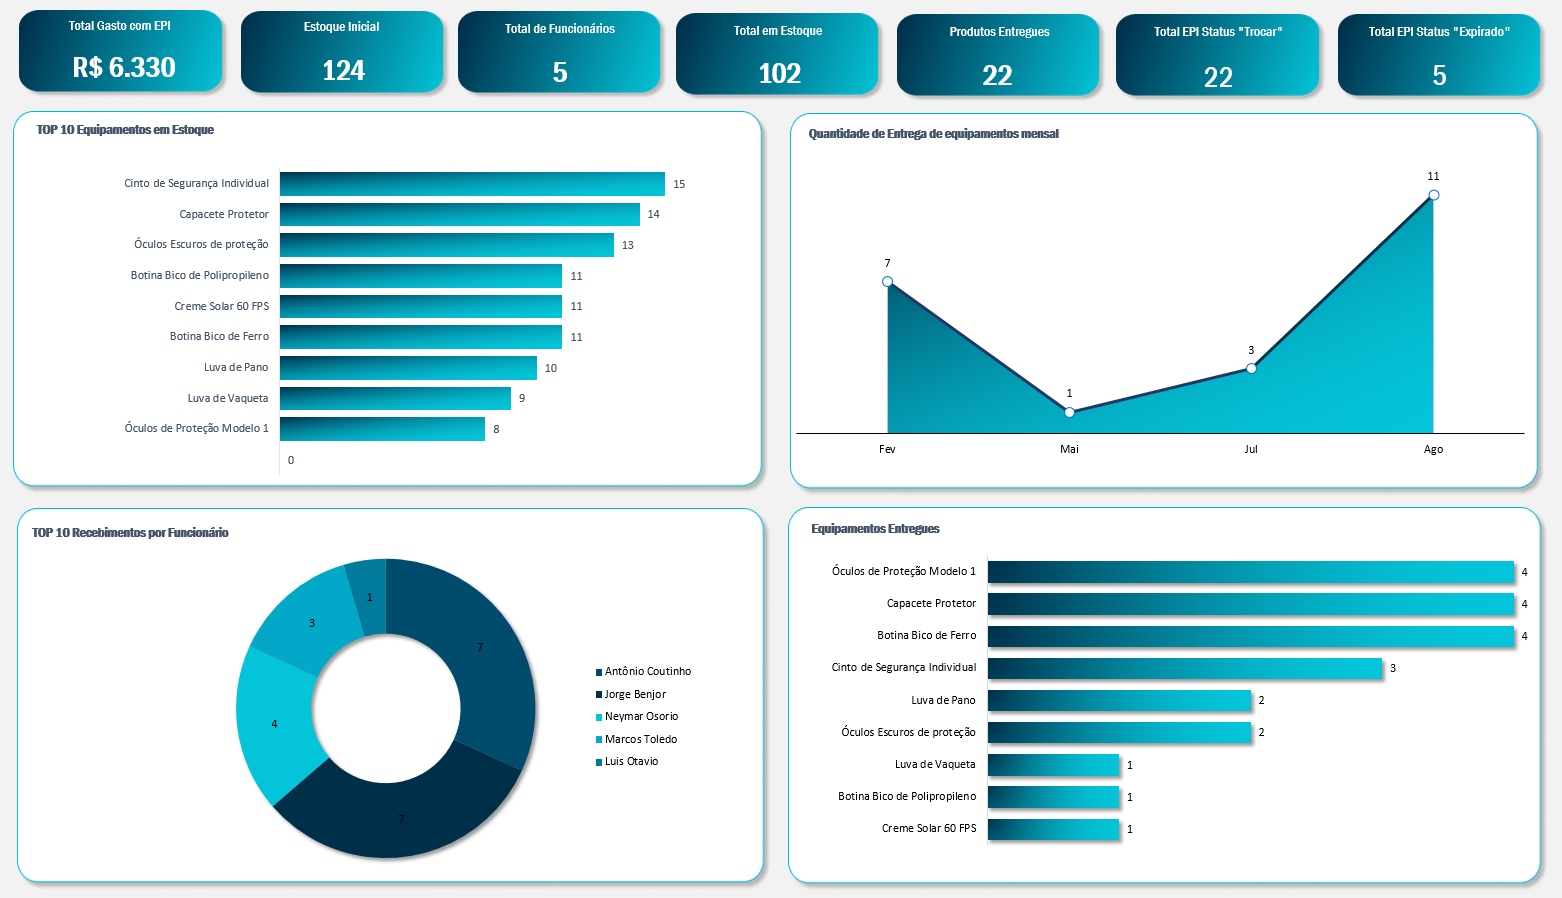 Total Gasto com EPI
R$ 6.330
Estoque Inicial
124
Total de Funcionários
5
Total em Estoque
102
Produtos Entregues
22
Total EPI Status "Trocar"
22
Total EPI Status "Expirado"
5
TOP 10 Equipamentos em Estoque
Cinto de Segurança Individual 15
Capacete Protetor 14
Óculos Escuros de proteção 13
Botina Bico de Polipropileno 11
Creme Solar 60 FPS 11
Botina Bico de Ferro 11
Luva de Pano 10
Luva de Vaqueta 9
Óculos de Proteção Modelo 1 8
0
Quantidade de Entrega de equipamentos mensal
11
7
3
1
Fev Mai Jul Ago
TOP 10 Recebimentos por Funcionário
1
3
7
4
7
Antônio Coutinho
Jorge Benjor
Neymar Osorio
Marcos Toledo
Luis Otavio
Equipamentos Entregues
Óculos de Proteção Modelo 1 4
Capacete Protetor 4
Botina Bico de Ferro 4
Cinto de Segurança Individual 3
Luva de Pano 2
Óculos Escuros de proteção 2
Luva de Vaqueta 1
Botina Bico de Polipropileno 1
Creme Solar 60 FPS 1